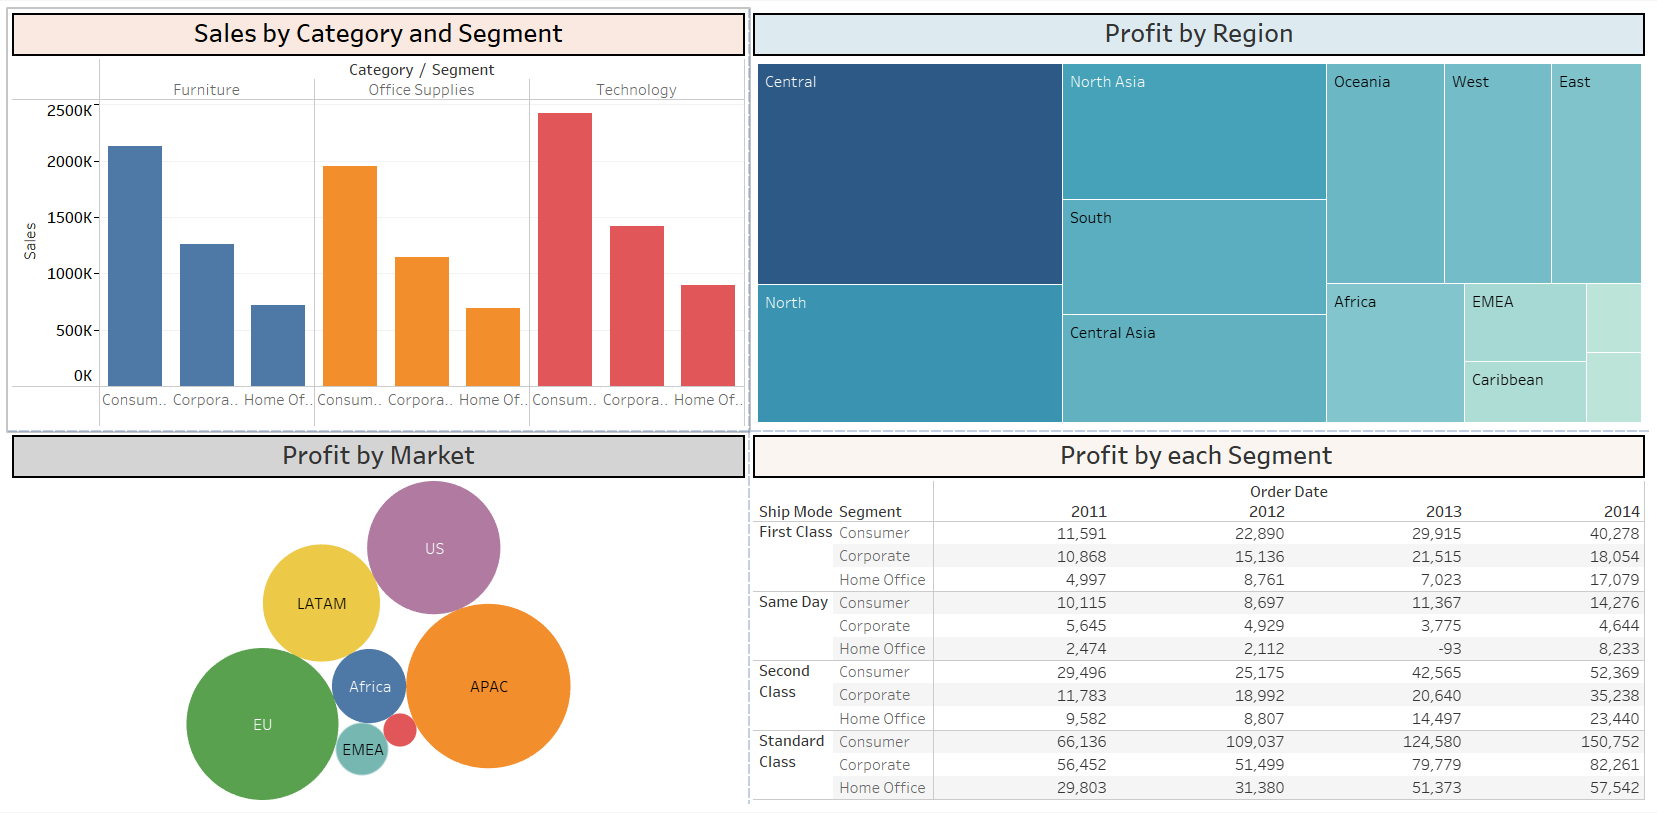 Sales by Category and Segment
Category / Segment
Furniture Office Supplies Technology
2500K
2000K
1500K
1000K
500K
0K
Sales
Consum.. Corpora.. Home Of.. Consum.. Corpora.. Home Of.. Consum.. Corpora.. Home Of..
Profit by Region
Central
North
North Asia
South
Central Asia
Oceania
West
East
Africa
EMEA
Caribbean
Profit by Market
US
LATAM
Africa
APAC
EU
EMEA
Profit by each Segment
Order Date
Ship Mode Segment 2011 2012 2013 2014
First Class Consumer 11,591 22,890 29,915 40,278
Corporate 10,868 15,136 21,515 18,054
Home Office 4,997 8,761 7,023 17,079
Same Day Consumer 10,115 8,697 11,367 14,276
Corporate 5,645 4,929 3,775 4,644
Home Office 2,474 2,112 -93 8,233
Second Consumer 29,496 25,175 42,565 52,369
Class Corporate 11,783 18,992 20,640 35,238
Home Office 9,582 8,807 14,497 23,440
Standard Consumer 66,136 109,037 124,580 150,752
Class Corporate 56,452 51,499 79,779 82,261
Home Office 29,803 31,380 51,373 57,542